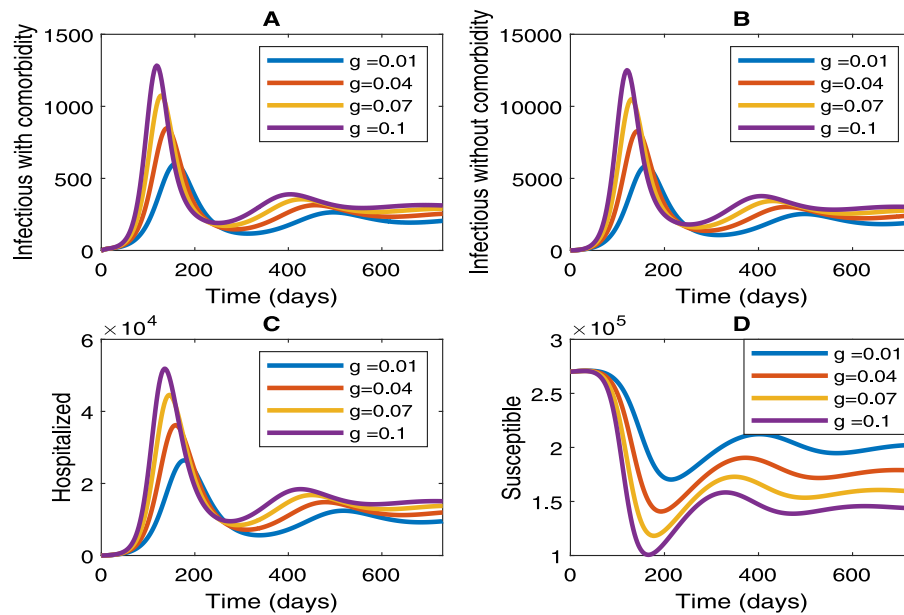 A
Infectious with comorbidity
1500
1000
500
0
0 200 400 600
Time (days)
g =0.01
g=0.04
g=0.07
g =0.1
B
Infectious without comorbidity
15000
10000
5000
0
0 200 400 600
Time (days)
g =0.01
g=0.04
g=0.07
g =0.1
C
×10⁴
Hospitalized
6
4
2
0
0 200 400 600
Time (days)
g =0.01
g=0.04
g=0.07
g =0.1
D
×10⁵
Susceptible
3
2.5
2
1.5
1
0 200 400 600
Time (days)
g =0.01
g=0.04
g=0.07
g =0.1